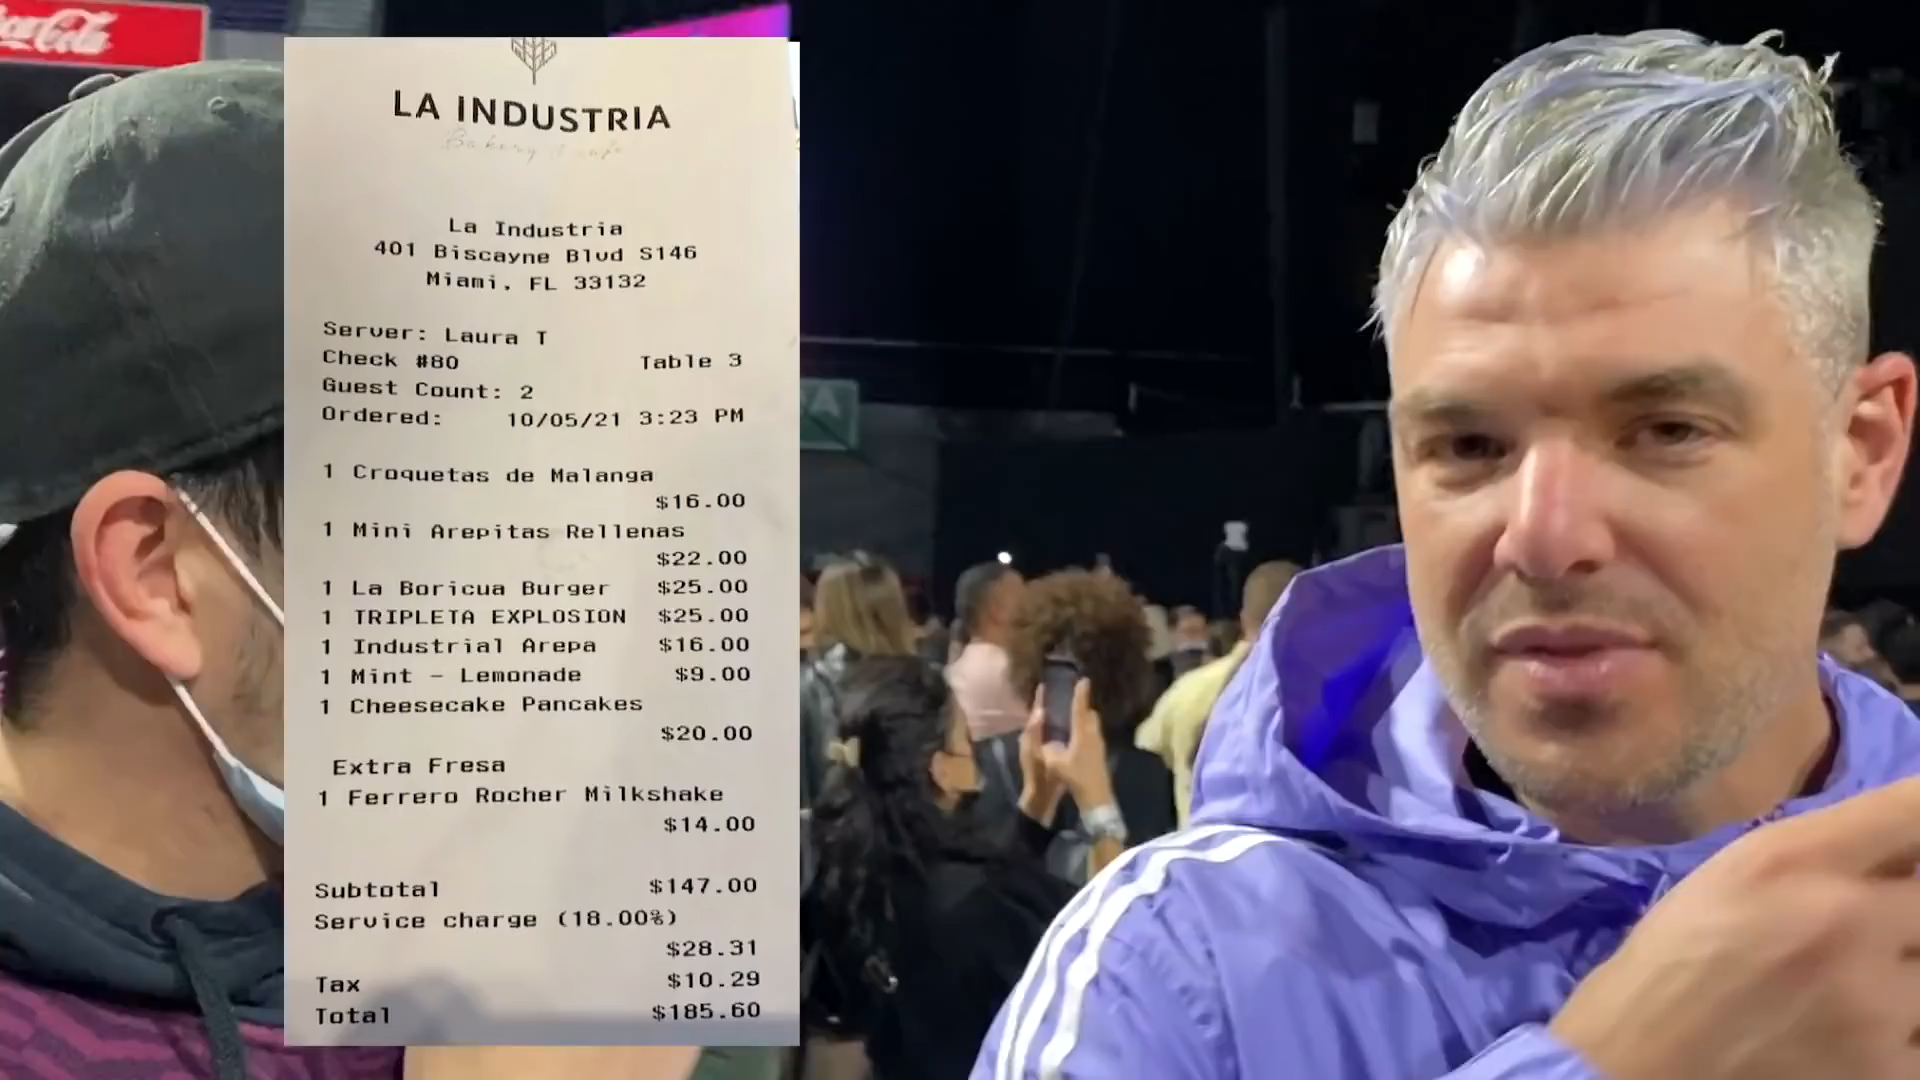 Coca-Cola
LA INDUSTRIA
Bakery & cafe
La Industria
401 Biscayne Blvd S146
Miami, FL 33132
Server: Laura T
Check #80 Table 3
Guest Count: 2
Ordered: 10/05/21 3:23 PM
1 Croquetas de Malanga
$16.00
1 Mini Arepitas Rellenas
$22.00
1 La Boricua Burger $25.00
1 TRIPLETA EXPLOSION $25.00
1 Industrial Arepa $16.00
1 Mint - Lemonade $9.00
1 Cheesecake Pancakes
$20.00
Extra Fresa
1 Ferrero Rocher Milkshake
$14.00
Subtotal $147.00
Service charge (18.00%)
$28.31
Tax $10.29
Total $185.60
A